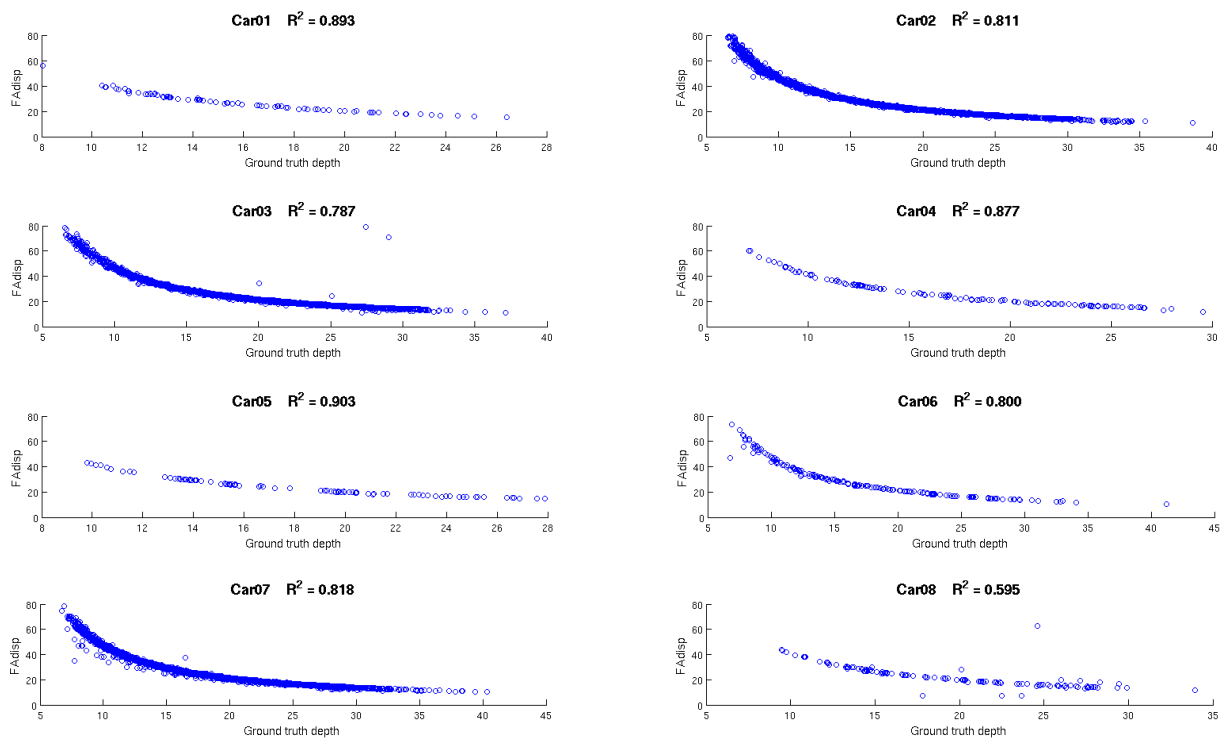 Car01 R² = 0.893
80
60
40
20
0
FAdisp
8 10 12 14 16 18 20 22 24 26 28
Ground truth depth
Car02 R² = 0.811
80
60
40
20
0
FAdisp
5 10 15 20 25 30 35 40
Ground truth depth
Car03 R² = 0.787
80
60
40
20
0
FAdisp
5 10 15 20 25 30 35 40
Ground truth depth
Car04 R² = 0.877
80
60
40
20
0
FAdisp
5 10 15 20 25 30
Ground truth depth
Car05 R² = 0.903
80
60
40
20
0
FAdisp
8 10 12 14 16 18 20 22 24 26 28
Ground truth depth
Car06 R² = 0.800
80
60
40
20
0
FAdisp
5 10 15 20 25 30 35 40 45
Ground truth depth
Car07 R² = 0.818
80
60
40
20
0
FAdisp
5 10 15 20 25 30 35 40 45
Ground truth depth
Car08 R² = 0.595
80
60
40
20
0
FAdisp
5 10 15 20 25 30 35
Ground truth depth